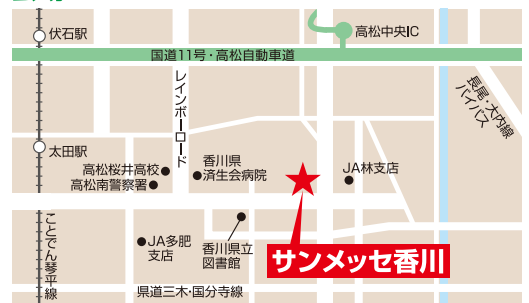 伏石駅
高松中央IC
国道11号・高松自動車道
レインボーロード
長尾・大内線
バイパス
太田駅
高松桜井高校
高松南警察署
香川県
済生会病院
JA林支店
ことでん琴平線
JA多肥
支店
香川県立
図書館
サンメッセ香川
県道三木・国分寺線